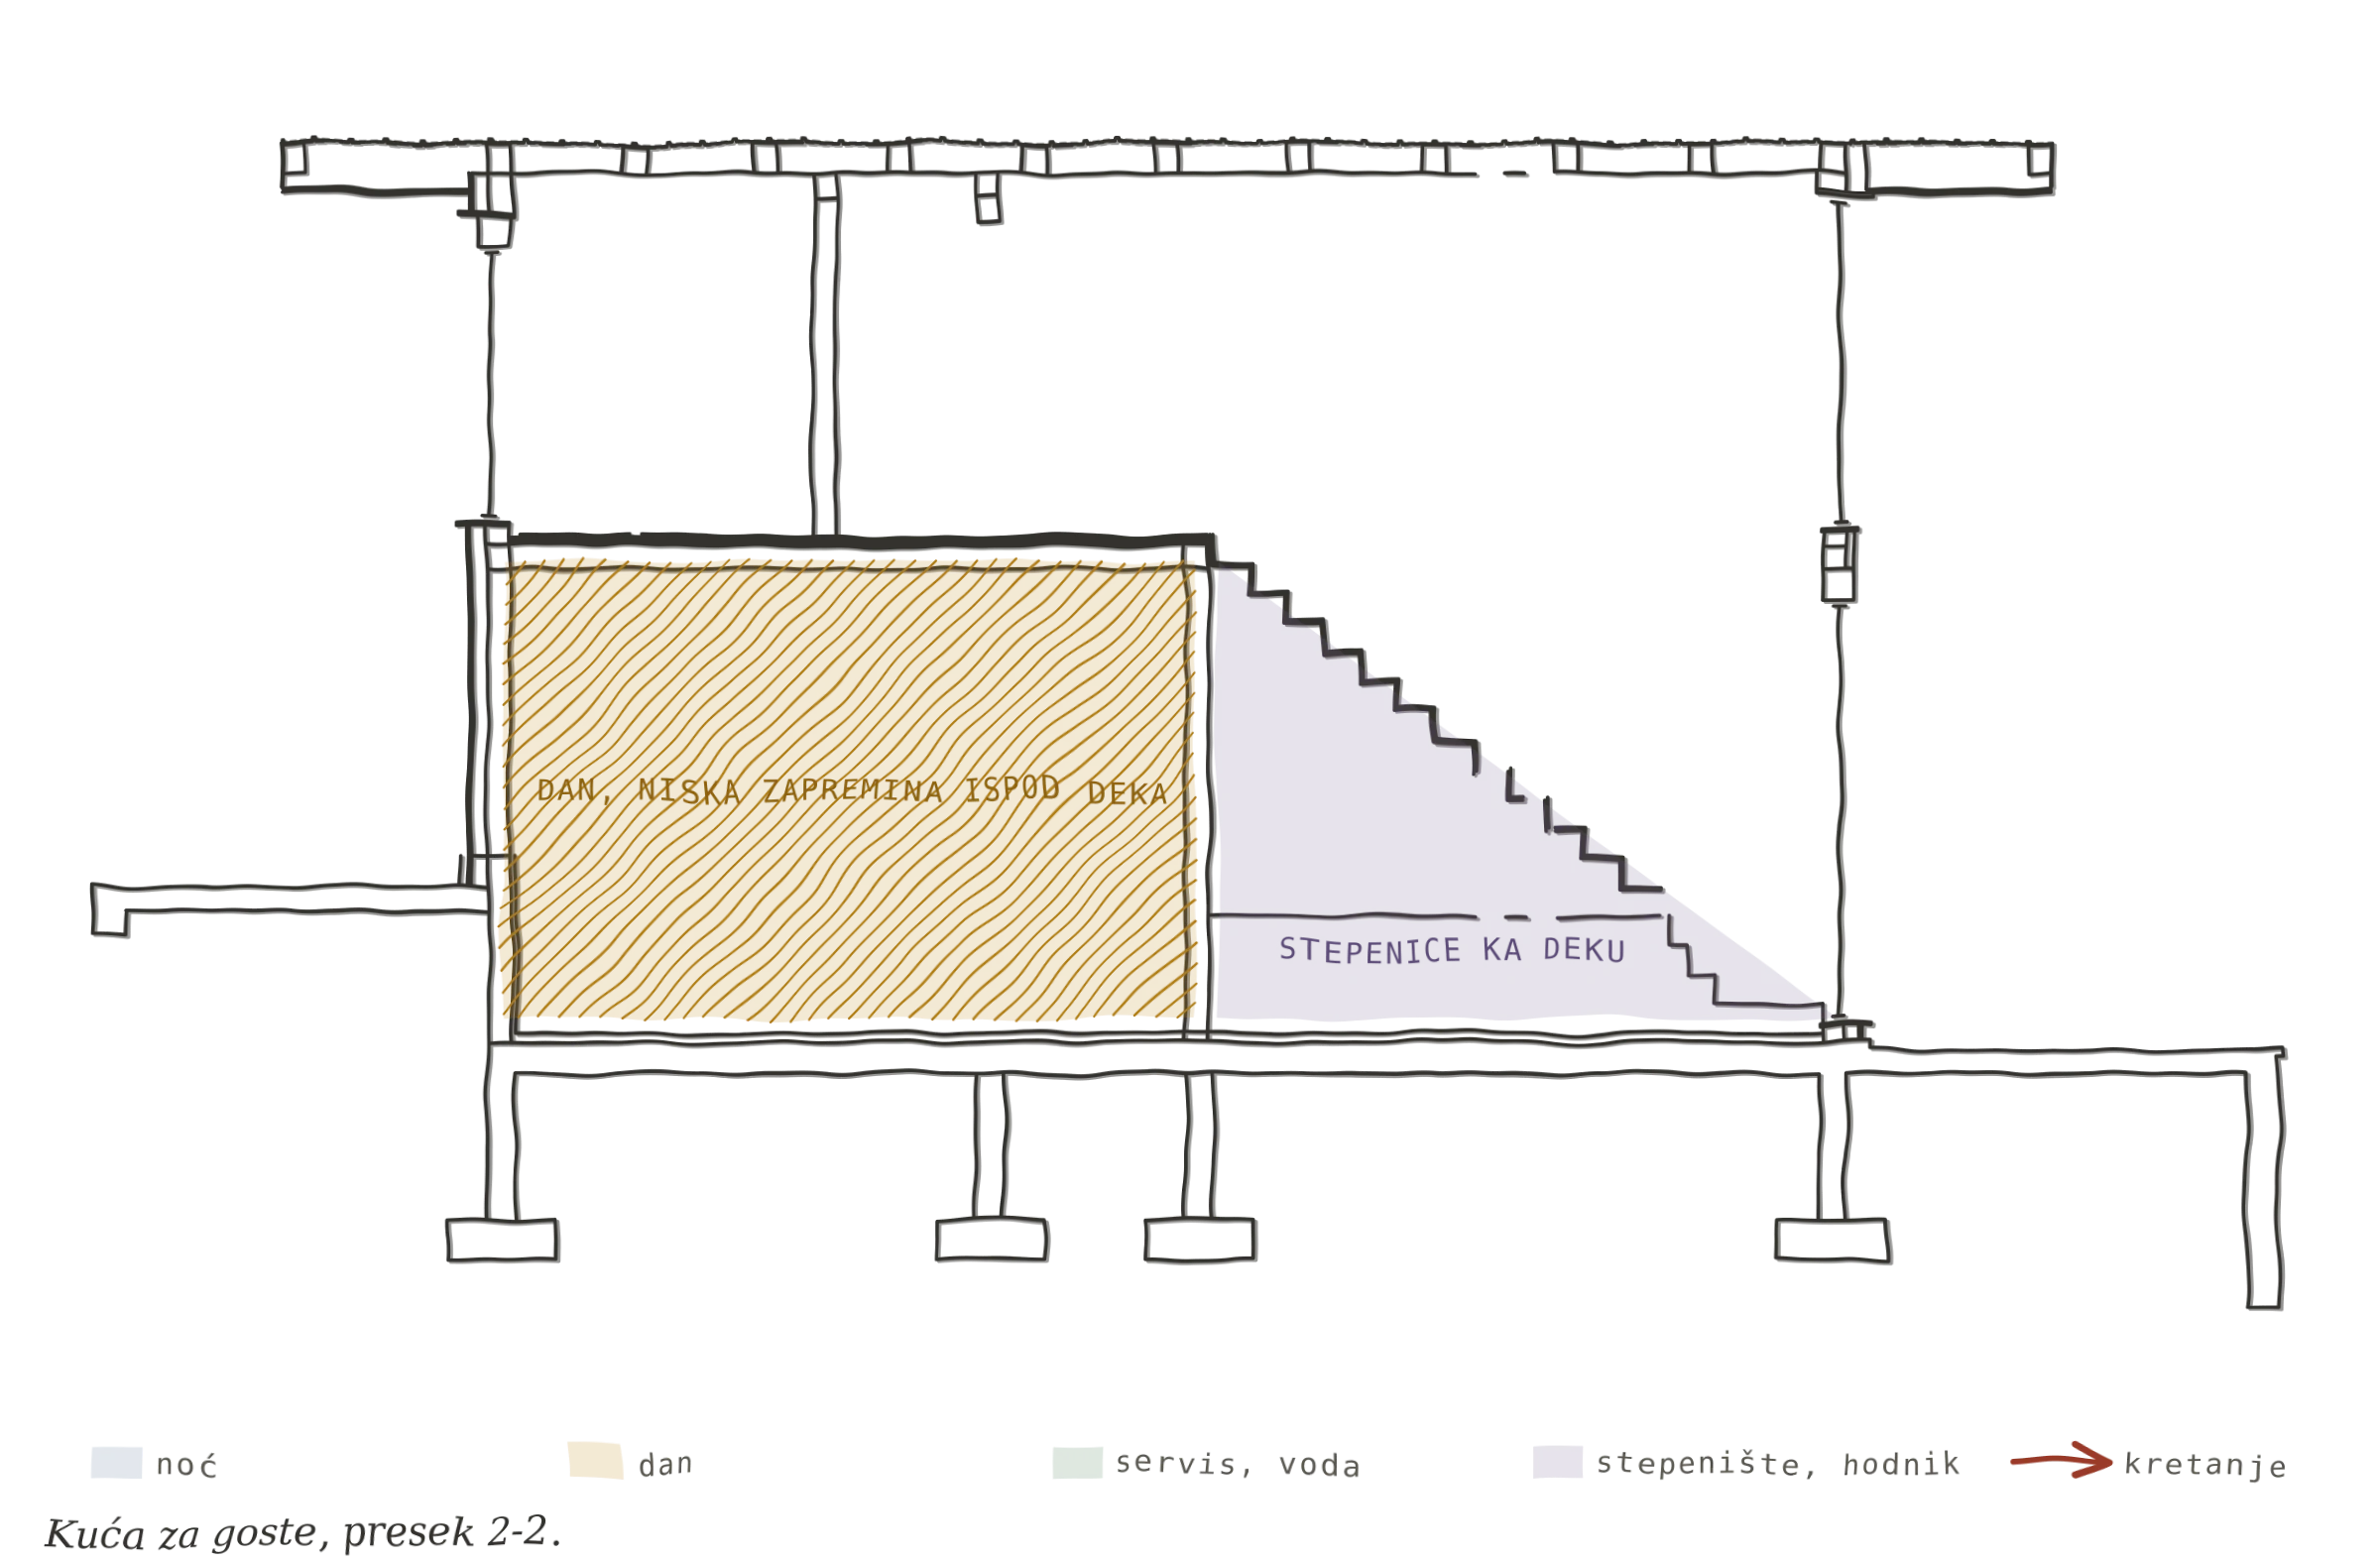 DAN, NISKA ZAPREMINA ISPOD DEKA
STEPENICE KA DEKU
noć
dan
servis, voda
stepenište, hodnik
kretanje
Kuća za goste, presek 2-2.